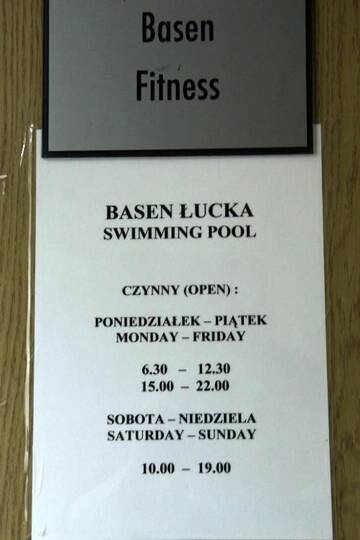 Basen
Fitness
BASEN ŁUCKA
SWIMMING POOL
CZYNNY (OPEN) :
PONIEDZIAŁEK – PIĄTEK
MONDAY – FRIDAY
6.30 – 12.30
15.00 – 22.00
SOBOTA – NIEDZIELA
SATURDAY – SUNDAY
10.00 – 19.00